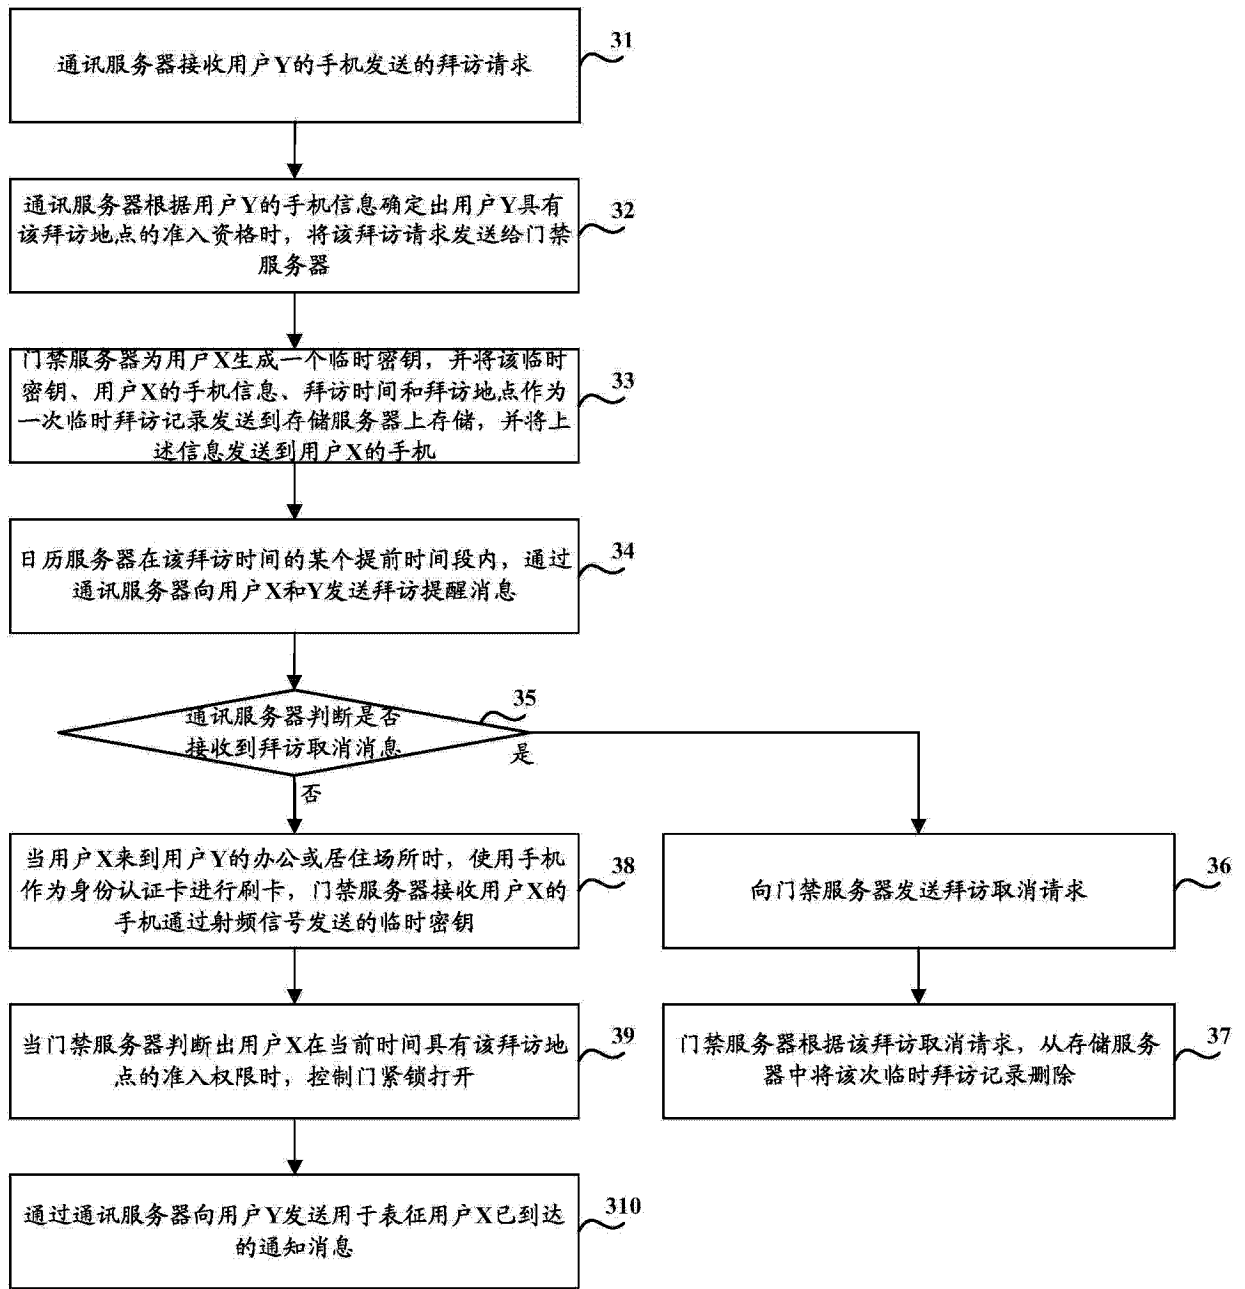 通讯服务器接收用户Y的手机发送的拜访请求
31
通讯服务器根据用户Y的手机信息确定出用户Y具有
该拜访地点的准入资格时，将该拜访请求发送给门禁
服务器
32
门禁服务器为用户X生成一个临时密钥，并将该临时
密钥、用户X的手机信息、拜访时间和拜访地点作为
一次临时拜访记录发送到存储服务器上存储，并将上
述信息发送到用户X的手机
33
日历服务器在该拜访时间的某个提前时间段内，通过
通讯服务器向用户X和Y发送拜访提醒消息
34
通讯服务器判断是否
接收到拜访取消消息
35
是
否
当用户X来到用户Y的办公或居住场所时，使用手机
作为身份认证卡进行刷卡，门禁服务器接收用户X的
手机通过射频信号发送的临时密钥
38
向门禁服务器发送拜访取消请求
36
当门禁服务器判断出用户X在当前时间具有该拜访地
点的准入权限时，控制门紧锁打开
39
门禁服务器根据该拜访取消请求，从存储服务
器中将该次临时拜访记录删除
37
通过通讯服务器向用户Y发送用于表征用户X已到达
的通知消息
310